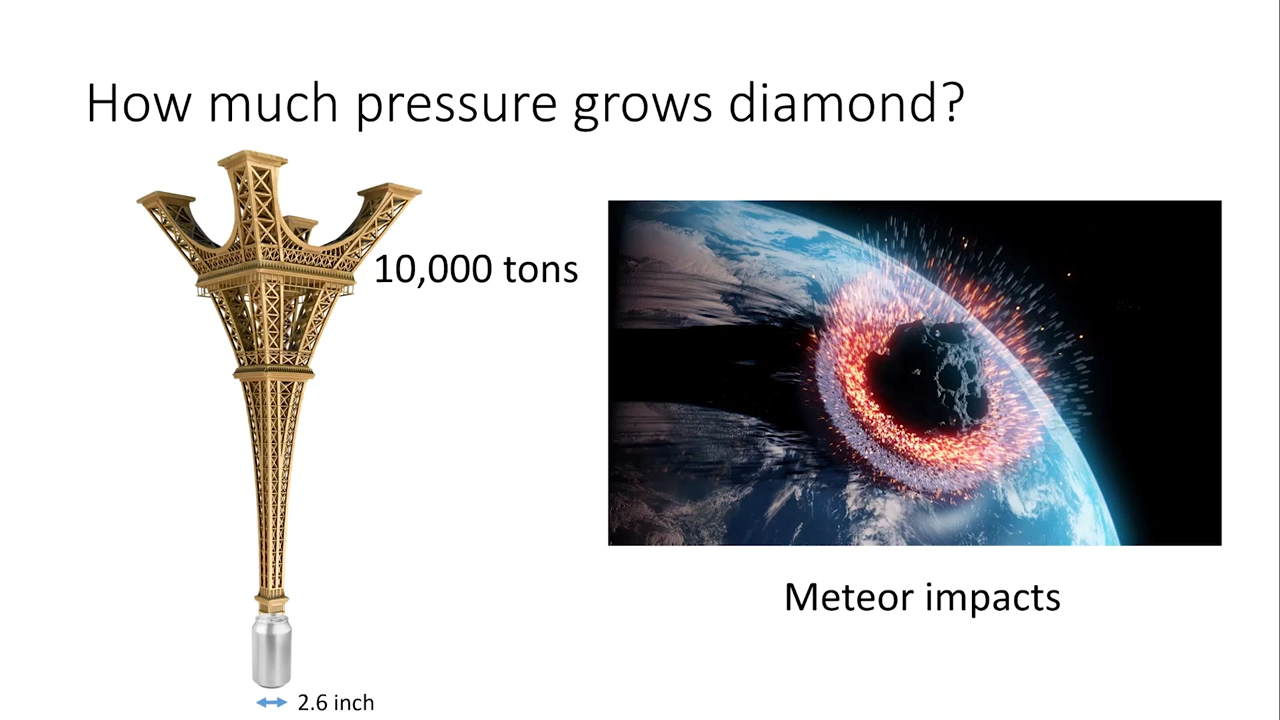 How much pressure grows diamond?
10,000 tons
Meteor impacts
2.6 inch